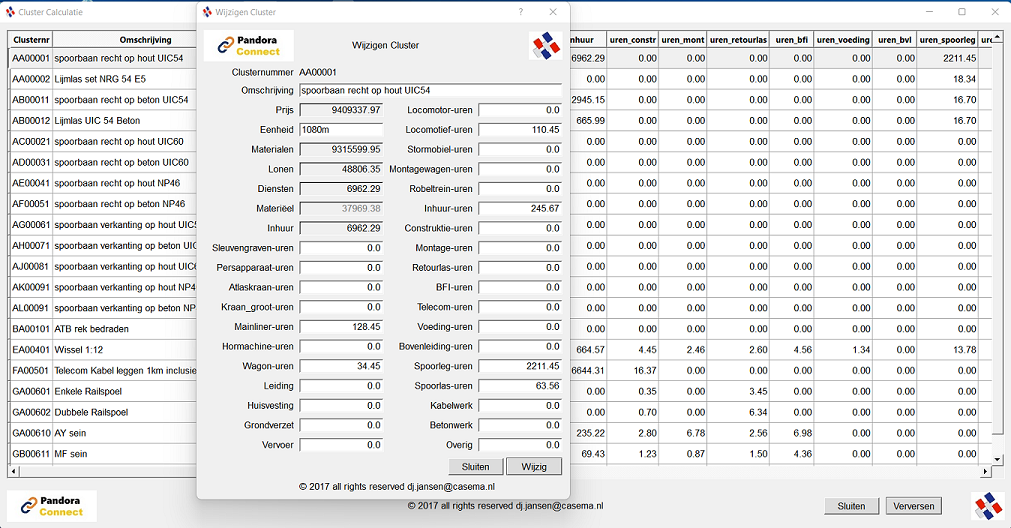 Cluster Calculatie
Wijzigen Cluster
Pandora
Connect
Wijzigen Cluster
Clusternummer AA00001
Omschrijving spoorbaan recht op hout UIC54
Prijs 9409337.97 Locomotor-uren 0.0
Eenheid 1080m Locomotief-uren 110.45
Materialen 9315599.95 Stormobiel-uren 0.0
Lonen 48806.35 Montagewagen-uren 0.0
Diensten 6962.29 Robeltrein-uren 0.0
Materiëel 37969.38 Inhuur-uren 245.67
Inhuur 6962.29 Constructie-uren 0.0
Sleuvengraven-uren 0.0 Montage-uren 0.0
Persapparaat-uren 0.0 Retourlas-uren 0.0
Atlaskraan-uren 0.0 BFI-uren 0.0
Kraan_groot-uren 0.0 Telecom-uren 0.0
Mainliner-uren 128.45 Voeding-uren 0.0
Hormachine-uren 0.0 Bovenleiding-uren 0.0
Wagon-uren 34.45 Spoorleg-uren 2211.45
Leiding 0.0 Spoorlas-uren 63.56
Huisvesting 0.0 Kabelwerk 0.0
Grondverzet 0.0 Betonwerk 0.0
Vervoer 0.0 Overig 0.0
Sluiten Wijzig
© 2017 all rights reserved dj.jansen@casema.nl
Clusternr Omschrijving nhuur uren_constr uren_mont uren_retourlas uren_bfi uren_voeding uren_bvl uren_spoorleg
AA00001 spoorbaan recht op hout UIC54 6962.29 0.00 0.00 0.00 0.00 0.00 0.00 2211.45
AA00002 Lijmlas set NRG 54 E5 0.00 0.00 0.00 0.00 0.00 0.00 18.34
AB00011 spoorbaan recht op beton UIC54 2945.15 0.00 0.00 0.00 0.00 0.00 0.00 16.70
AB00012 Lijmlas UIC 54 Beton 665.99 0.00 0.00 0.00 0.00 0.00 0.00 16.70
AC00021 spoorbaan recht op hout UIC60 0.00 0.00 0.00 0.00 0.00 0.00 0.00 0.00
AD00031 spoorbaan recht op beton UIC60 0.00 0.00 0.00 0.00 0.00 0.00 0.00 0.00
AE00041 spoorbaan recht op hout NP46 0.00 0.00 0.00 0.00 0.00 0.00 0.00 0.00
AF00051 spoorbaan recht op beton NP46 0.00 0.00 0.00 0.00 0.00 0.00 0.00 0.00
AG00061 spoorbaan verkanting op hout UIC5 0.00 0.00 0.00 0.00 0.00 0.00 0.00 0.00
AH00071 spoorbaan verkanting op beton UIC 0.00 0.00 0.00 0.00 0.00 0.00 0.00 0.00
AJ00081 spoorbaan verkanting op hout UIC6 0.00 0.00 0.00 0.00 0.00 0.00 0.00 0.00
AK00091 spoorbaan verkanting op hout NP4 0.00 0.00 0.00 0.00 0.00 0.00 0.00 0.00
AL00091 spoorbaan verkanting op beton NP 0.00 0.00 0.00 0.00 0.00 0.00 0.00 0.00
BA00101 ATB rek bedraden 0.00 0.00 0.00 0.00 0.00 0.00 0.00 0.00
EA00401 Wissel 1:12 664.57 4.45 2.46 2.60 4.56 1.34 0.00 13.78
FA00501 Telecom Kabel leggen 1km inclusie 6644.31 16.37 0.00 0.00 0.00 0.00 0.00 0.00
GA00601 Enkele Railspoel 0.00 0.35 0.00 3.45 0.00 0.00 0.00 0.00
GA00602 Dubbele Railspoel 0.00 0.70 0.00 6.34 0.00 0.00 0.00 0.00
GA00610 AY sein 235.22 2.80 6.78 2.56 6.98 0.00 0.00 0.00
GB00611 MF sein 69.43 1.23 0.87 1.50 4.36 0.00 0.00 0.00
Pandora
Connect
© 2017 all rights reserved dj.jansen@casema.nl
Sluiten Verversen